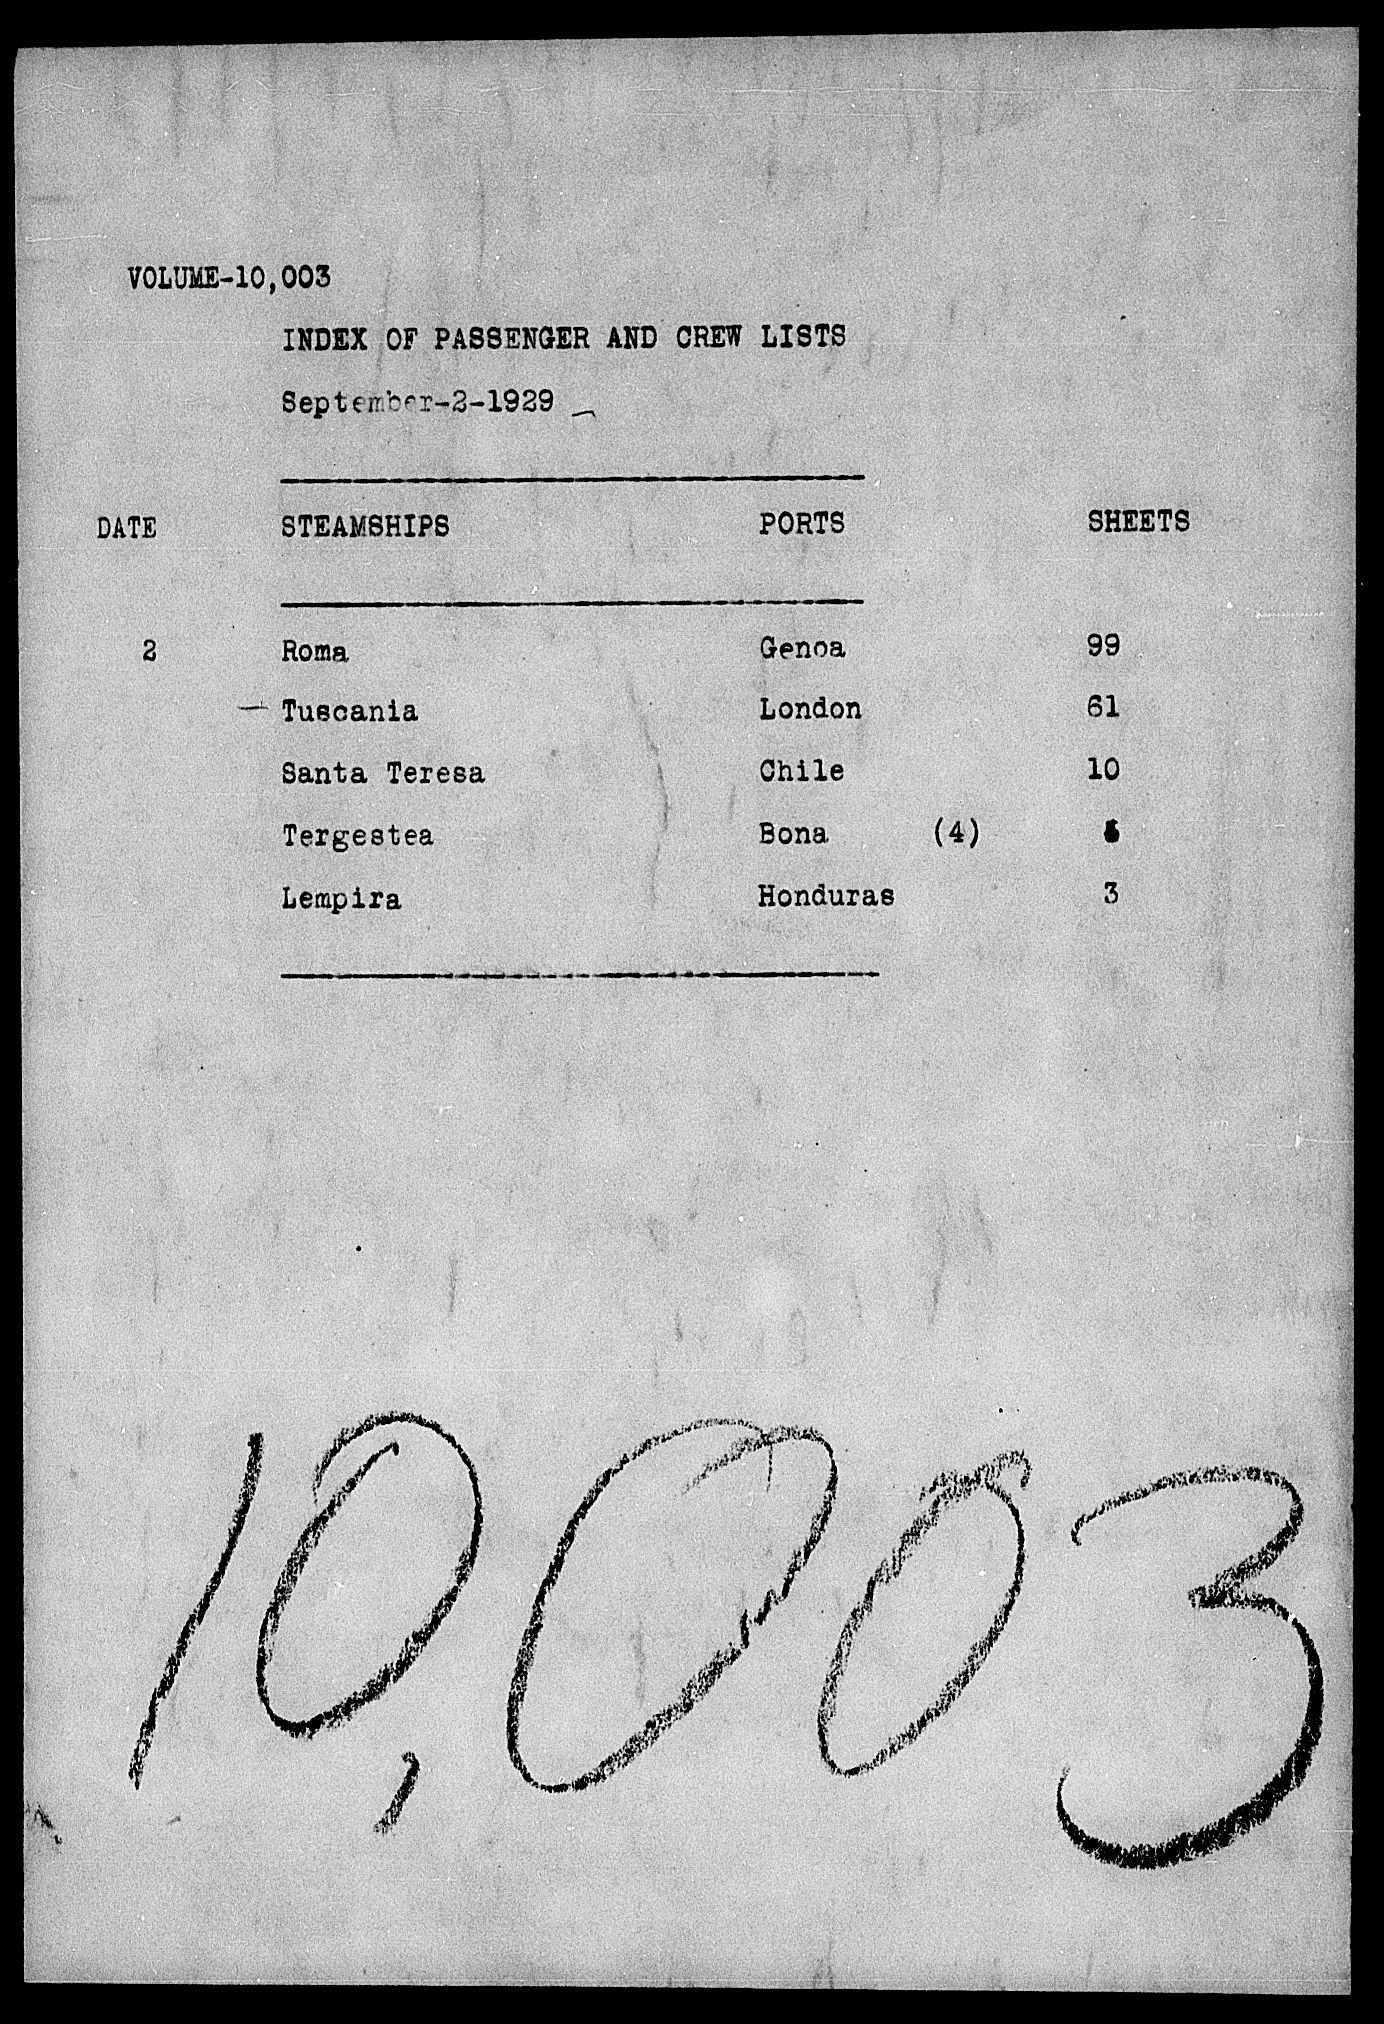 VOLUME-10,003
INDEX OF PASSENGER AND CREW LISTS
September-2-1929
DATE STEAMSHIPS PORTS SHEETS
2 Roma Genoa 99
Tuscania London 61
Santa Teresa Chile 10
Tergestea Bona (4)
Lempira Honduras 3
10,003